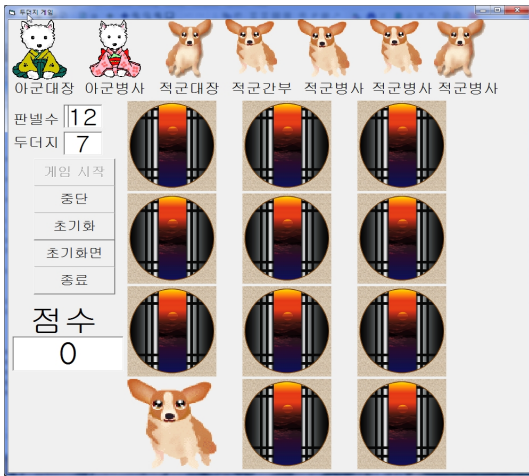 두더지 게임
아군대장 아군병사 적군대장 적군간부 적군병사 적군병사 적군병사
판넬수 12
두더지 7
게임 시작
중단
초기화
초기화면
종료
점수
0